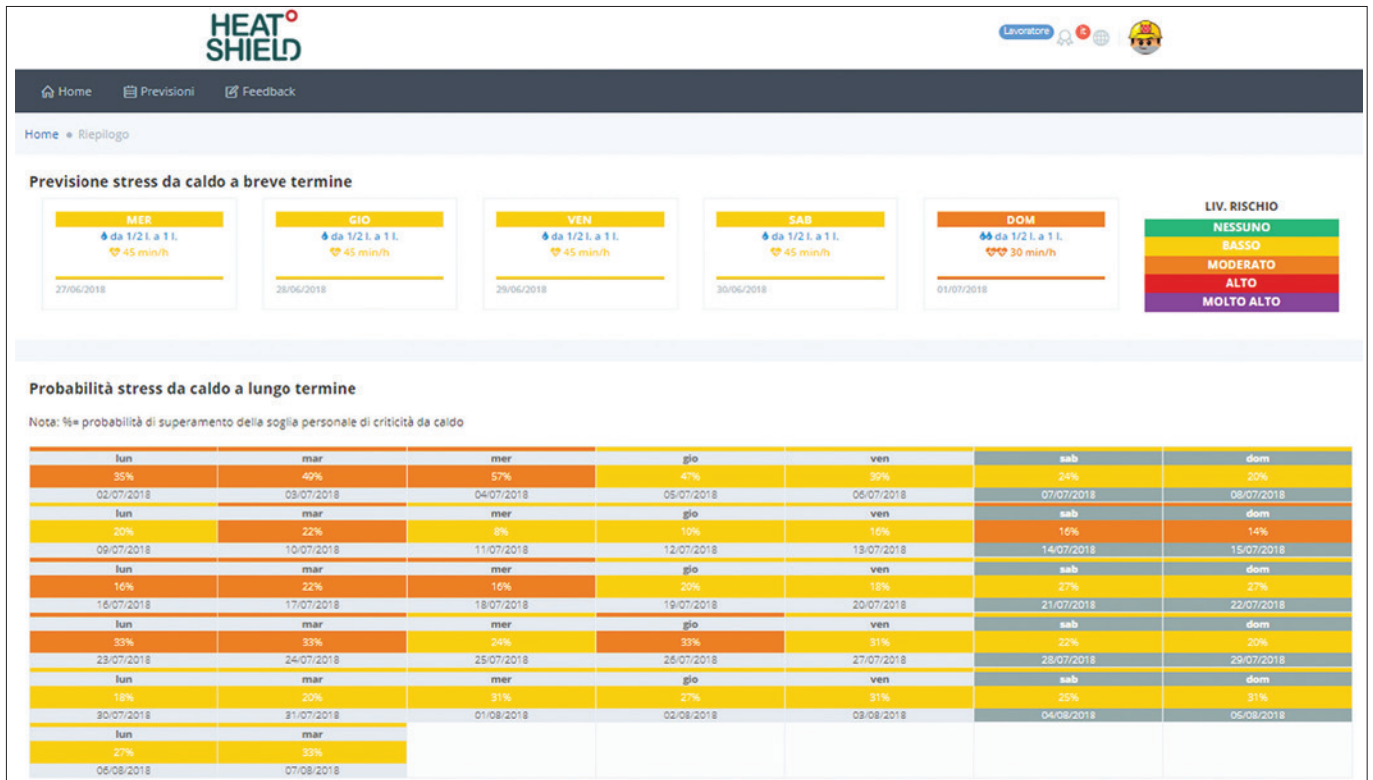 HEAT°
SHIELD
Lavoratore it
Home Previsioni Feedback
Home • Riepilogo
Previsione stress da caldo a breve termine
LIV. RISCHIO
MER GIO VEN SAB DOM NESSUNO
da 1/2 l. a 1 l. da 1/2 l. a 1 l. da 1/2 l. a 1 l. da 1/2 l. a 1 l. da 1/2 l. a 1 l. BASSO
45 min/h 45 min/h 45 min/h 45 min/h 30 min/h MODERATO
ALTO
27/06/2018 28/06/2018 29/06/2018 30/06/2018 01/07/2018
MOLTO ALTO
Probabilità stress da caldo a lungo termine
Nota: %= probabilità di superamento della soglia personale di criticità da caldo
lun mar mer gio ven sab dom
35% 49% 57% 47% 39% 24% 20%
02/07/2018 03/07/2018 04/07/2018 05/07/2018 06/07/2018 07/07/2018 08/07/2018
lun mar mer gio ven sab dom
20% 22% 8% 10% 16% 16% 14%
09/07/2018 10/07/2018 11/07/2018 12/07/2018 13/07/2018 14/07/2018 15/07/2018
lun mar mer gio ven sab dom
16% 22% 16% 20% 18% 27% 27%
16/07/2018 17/07/2018 18/07/2018 19/07/2018 20/07/2018 21/07/2018 22/07/2018
lun mar mer gio ven sab dom
33% 33% 24% 33% 31% 22% 20%
23/07/2018 24/07/2018 25/07/2018 26/07/2018 27/07/2018 28/07/2018 29/07/2018
lun mar mer gio ven sab dom
18% 20% 31% 27% 31% 25% 31%
30/07/2018 31/07/2018 01/08/2018 02/08/2018 03/08/2018 04/08/2018 05/08/2018
lun mar
27% 33%
06/08/2018 07/08/2018